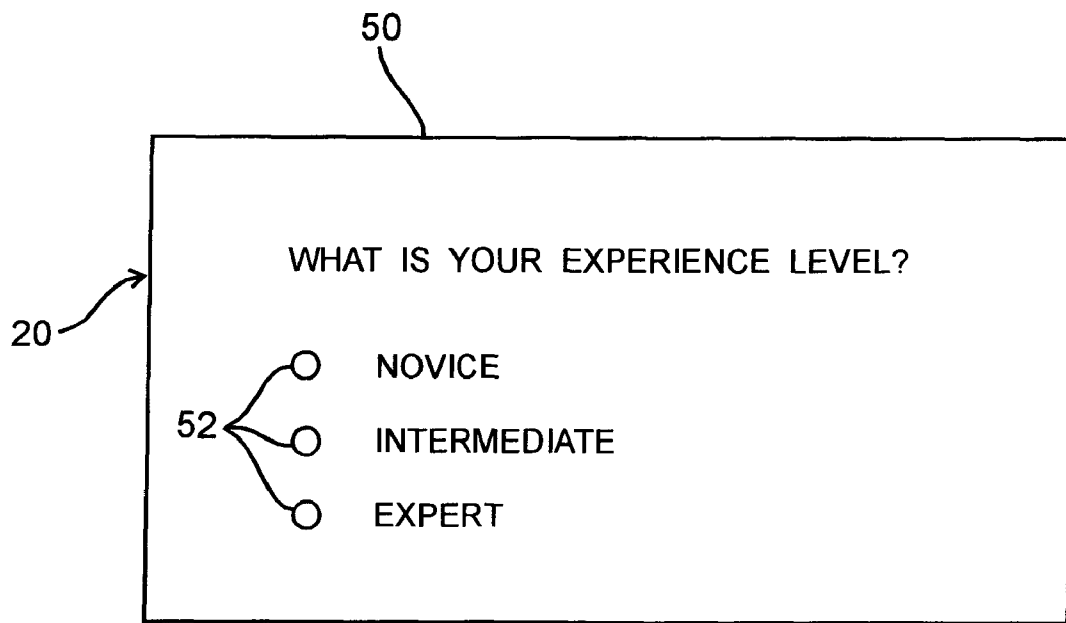 50
WHAT IS YOUR EXPERIENCE LEVEL?
20
NOVICE
52
INTERMEDIATE
EXPERT